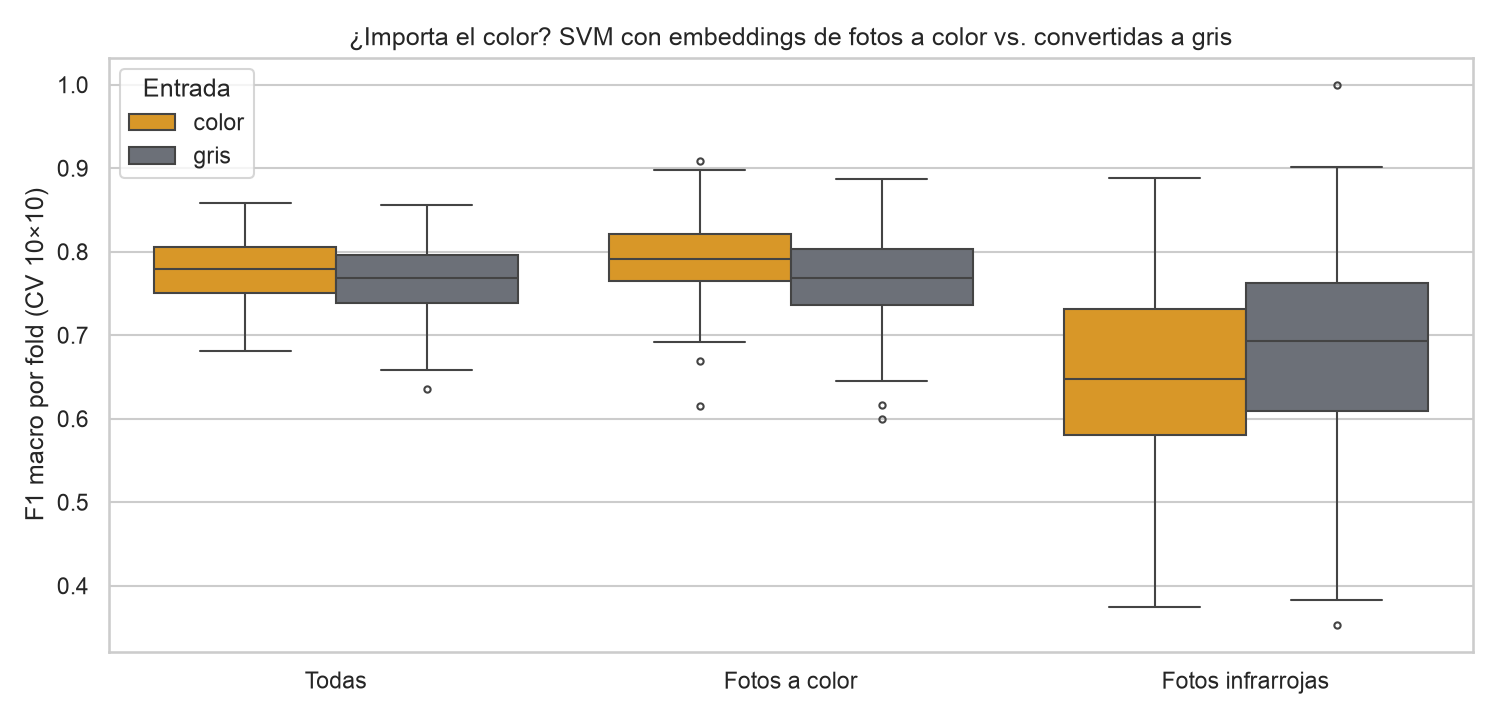 ¿Importa el color? SVM con embeddings de fotos a color vs. convertidas a gris
Entrada
color
gris
F1 macro por fold (CV 10×10)
1.0
0.9
0.8
0.7
0.6
0.5
0.4
Todas
Fotos a color
Fotos infrarrojas